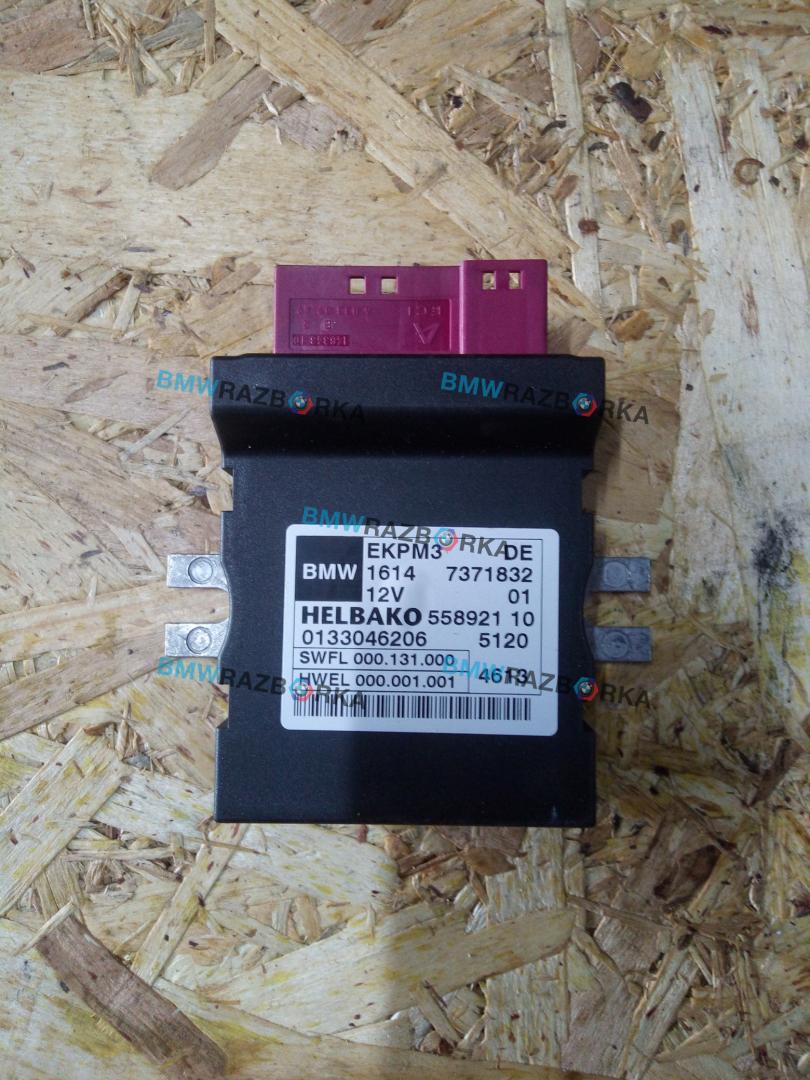 BMWRAZBORKA BMWRAZBORKA
BMWRAZBORKA
EKPM3 DE
BMW 1614 7371832
12V 01
HELBAKO 558921 10
0133046206 5120
SWFL 000.131.000
HWEL 000.001.001 4613
BMWRAZBORKA BMWRAZBORKA